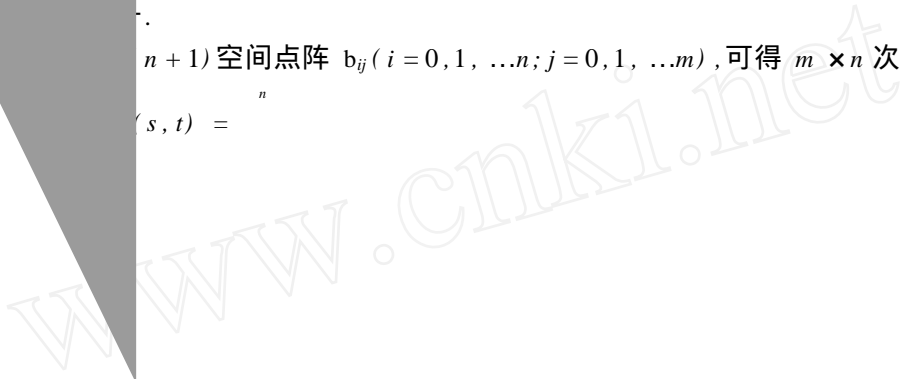 .
n + 1) 空间点阵 b_ij ( i = 0 ,1 , …n ; j = 0 ,1 , …m ) ,可得 m ×n 次
n
( s , t ) =
www.cnki.net